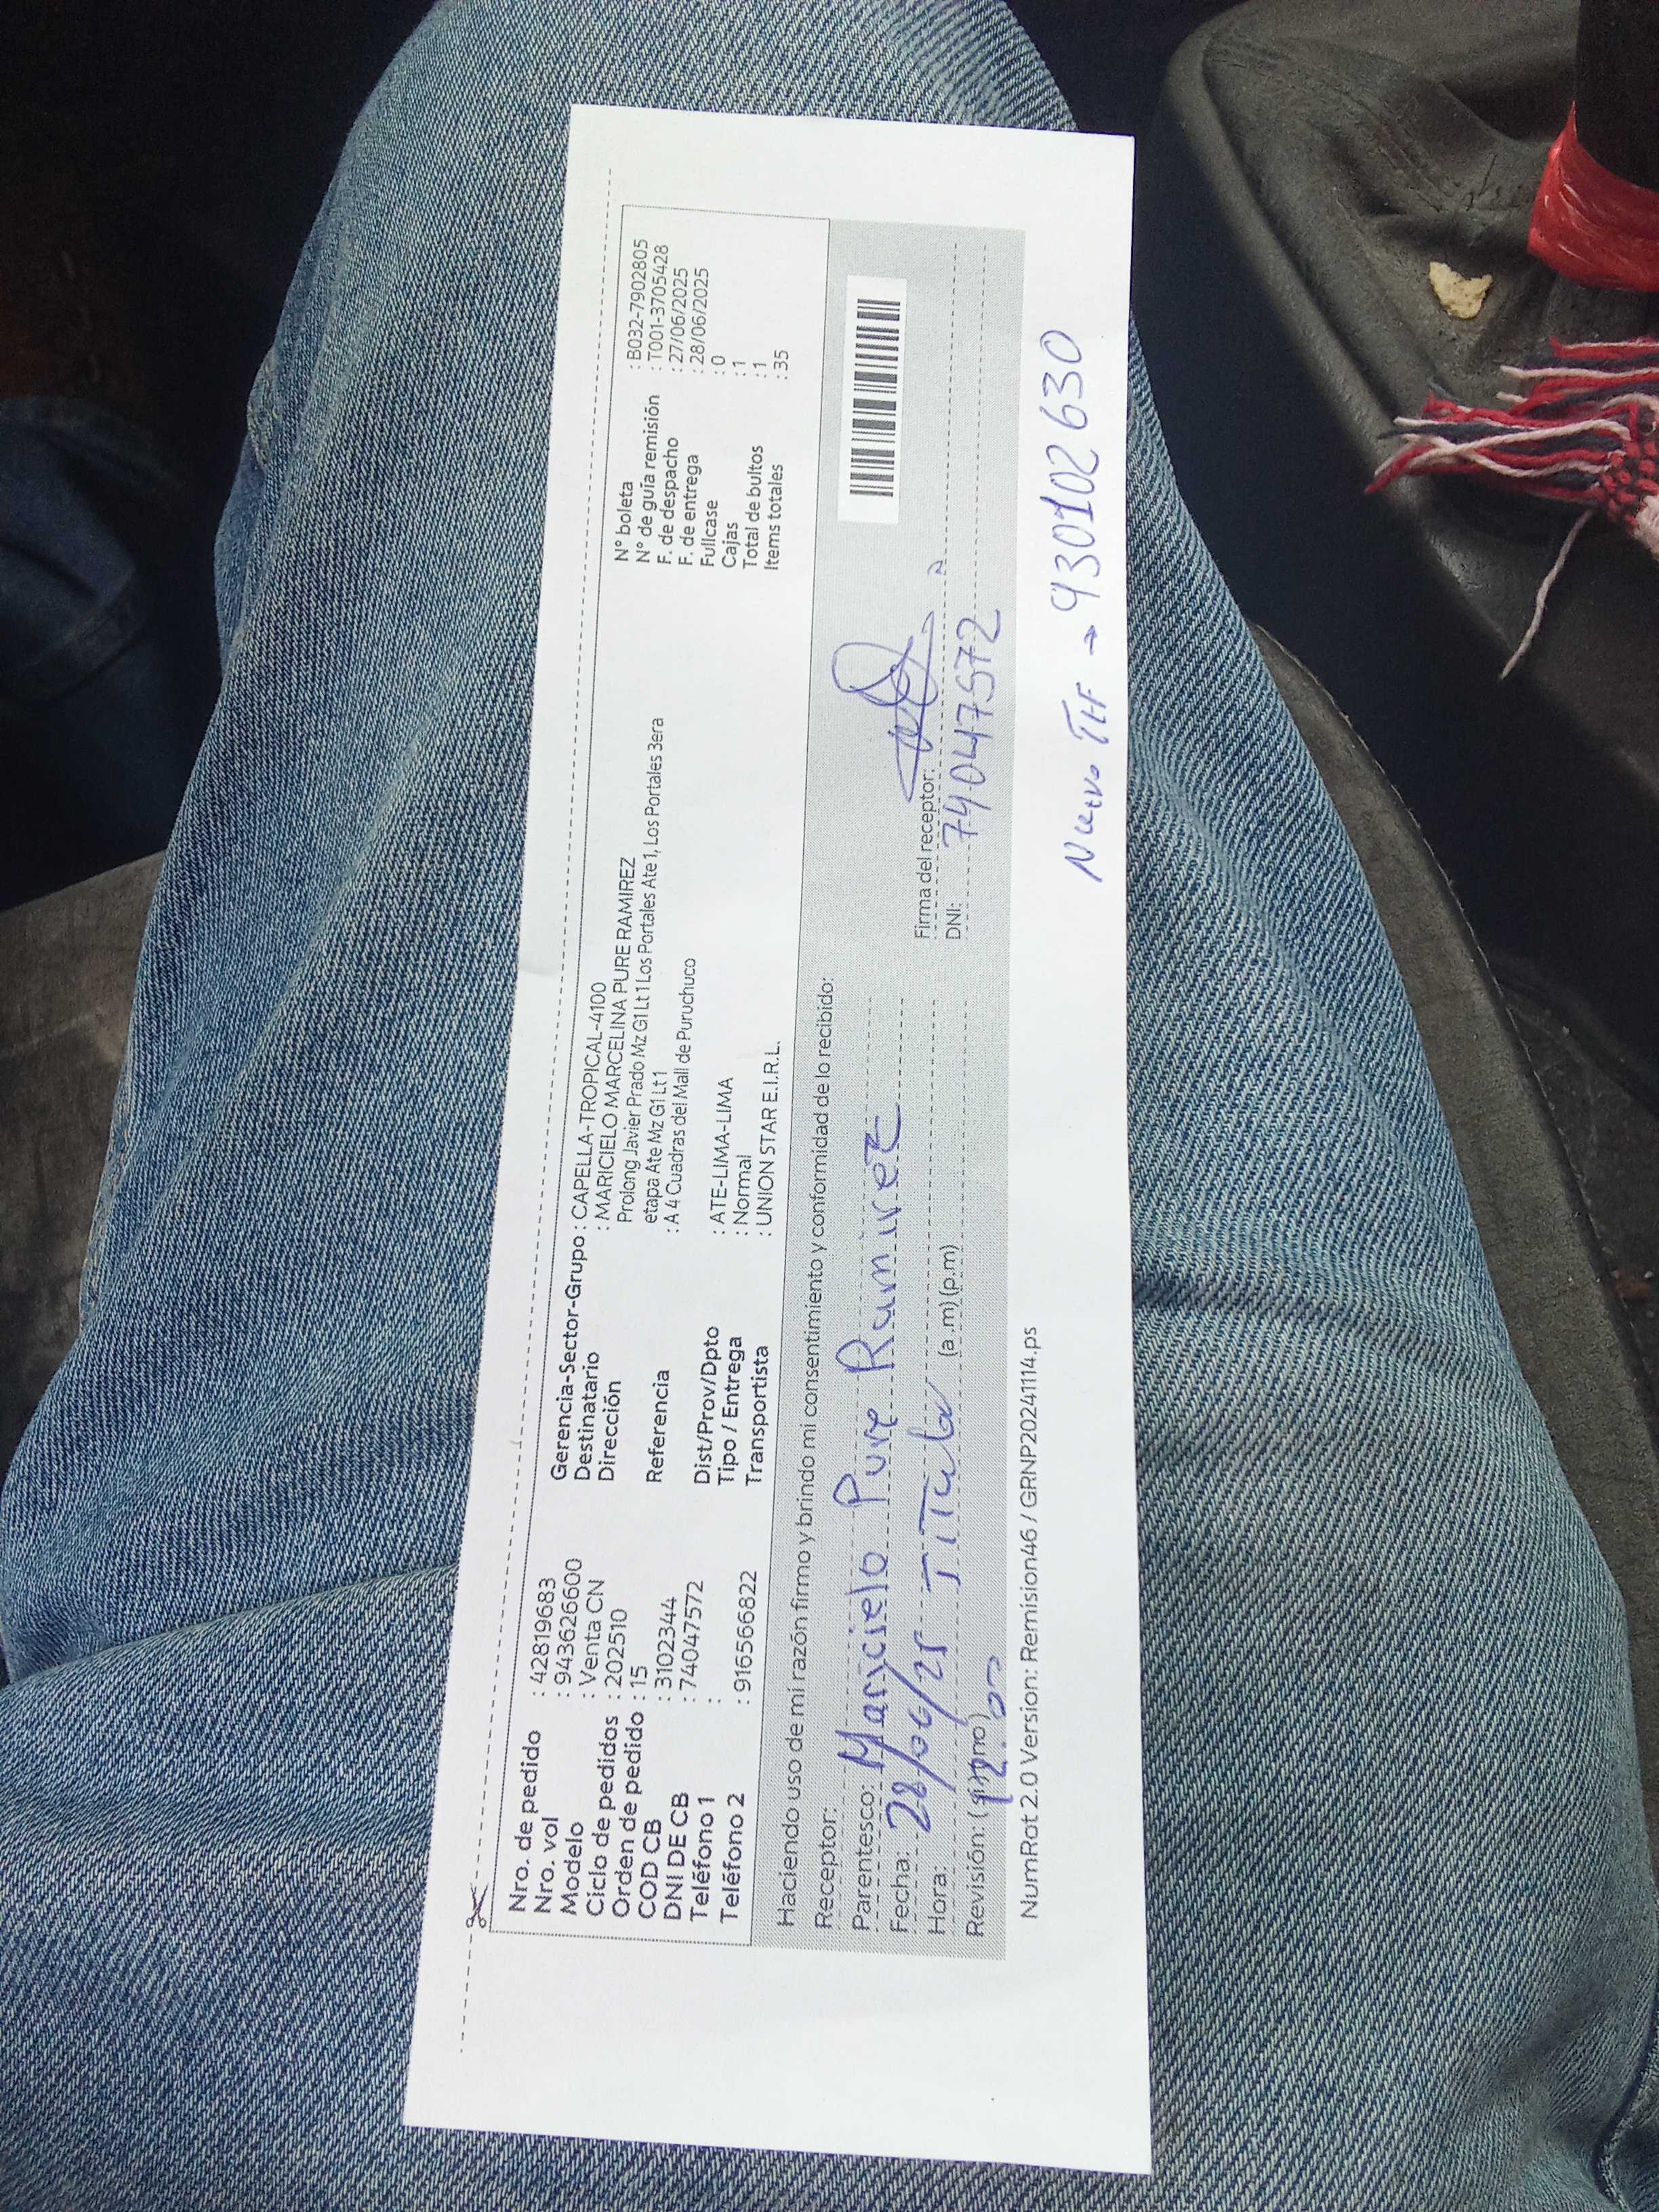 Nro. de pedido : 42819683
Nro. vol : 943626600
Modelo : Venta CN
Ciclo de pedidos : 202510
Orden de pedido : 15
COD CB : 3102344
DNI DE CB : 74047572
Teléfono 1 :
Teléfono 2 : 916566822
Gerencia-Sector-Grupo : CAPELLA-TROPICAL-4100
Destinatario : MARICIELO MARCELINA PURE RAMIREZ
Dirección Prolong Javier Prado Mz G1 Lt 1 Los Portales Ate 1, Los Portales 3era
etapa Ate Mz G1 Lt 1
Referencia : A 4 Cuadras del Mall de Puruchuco
Dist/Prov/Dpto : ATE-LIMA-LIMA
Tipo / Entrega : Normal
Transportista : UNION STAR E.I.R.L.
N° boleta : B032-7902805
N° de guía remisión : T001-3705428
F. de despacho : 27/06/2025
F. de entrega : 28/06/2025
Fullcase : 0
Cajas : 1
Total de bultos : 1
Items totales : 35
Haciendo uso de mi razón firmo y brindo mi consentimiento y conformidad de lo recibido:
Receptor: Maricielo Pure Ramirez
Parentesco: Titular
Fecha: 28/06/25
Hora: 12:00 (a.m) (p.m)
Revisión: (si) (no)
Firma del receptor:
DNI: 74047572
NumRot 2.0 Version: Remision46 / GRNP20241114.ps
Nuevo Tlf → 930102630